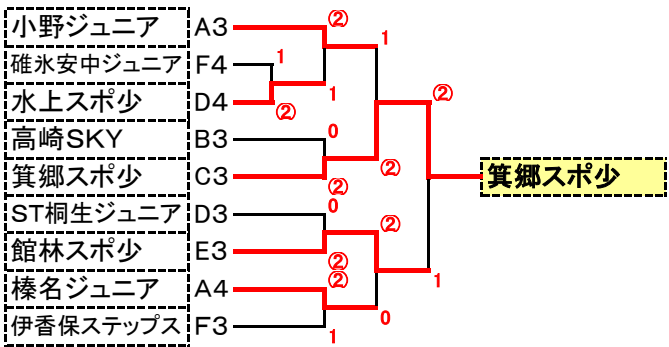 小野ジュニア A3 ② 1
碓氷安中ジュニア F4 1
水上スポ少 D4 ② 1 ②
高崎SKY B3 0
箕郷スポ少 C3 ② ② 箕郷スポ少
ST桐生ジュニア D3 0 ②
館林スポ少 E3 ② 1
榛名ジュニア A4 ② 0
伊香保ステップス F3 1